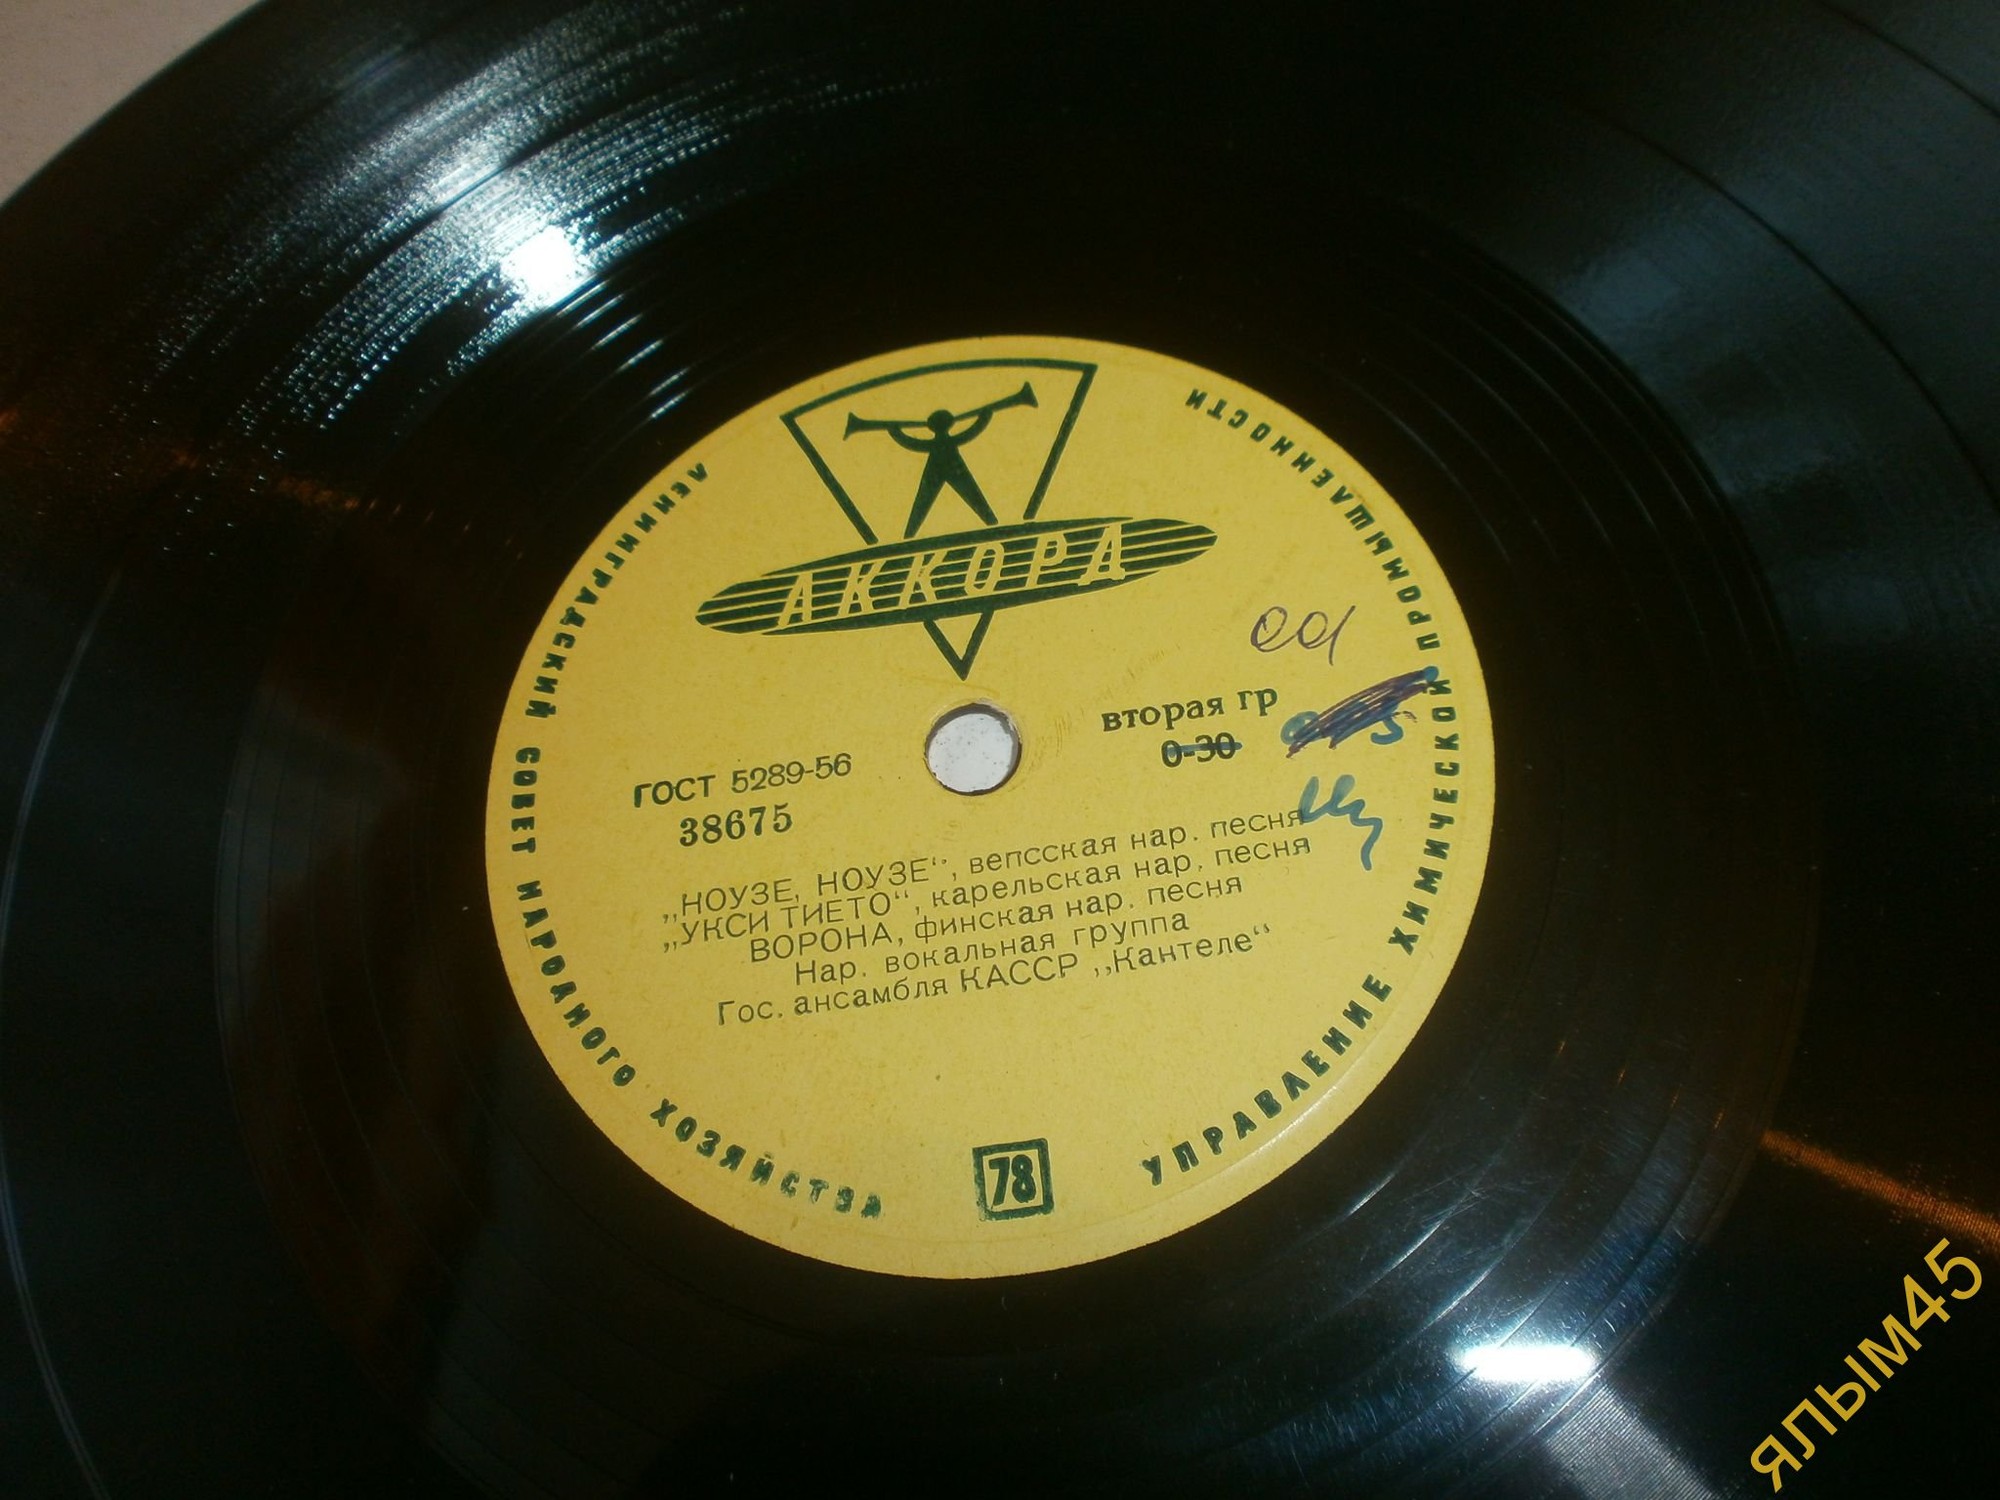 АККОРД
ЛЕНИНГРАДСКИЙ СОВЕТ НАРОДНОГО ХОЗЯЙСТВА
УПРАВЛЕНИЕ ХИМИЧЕСКОЙ ПРОМЫШЛЕННОСТИ
вторая гр
0-30
ГОСТ 5289-56
38675
„НОУЗЕ, НОУЗЕ“, вепсская нар. песня
„УКСИ ТИЕТО“, карельская нар. песня
ВОРОНА, финская нар. песня
Нар. вокальная группа
Гос. ансамбля КАССР „Кантеле“
78
ялым45